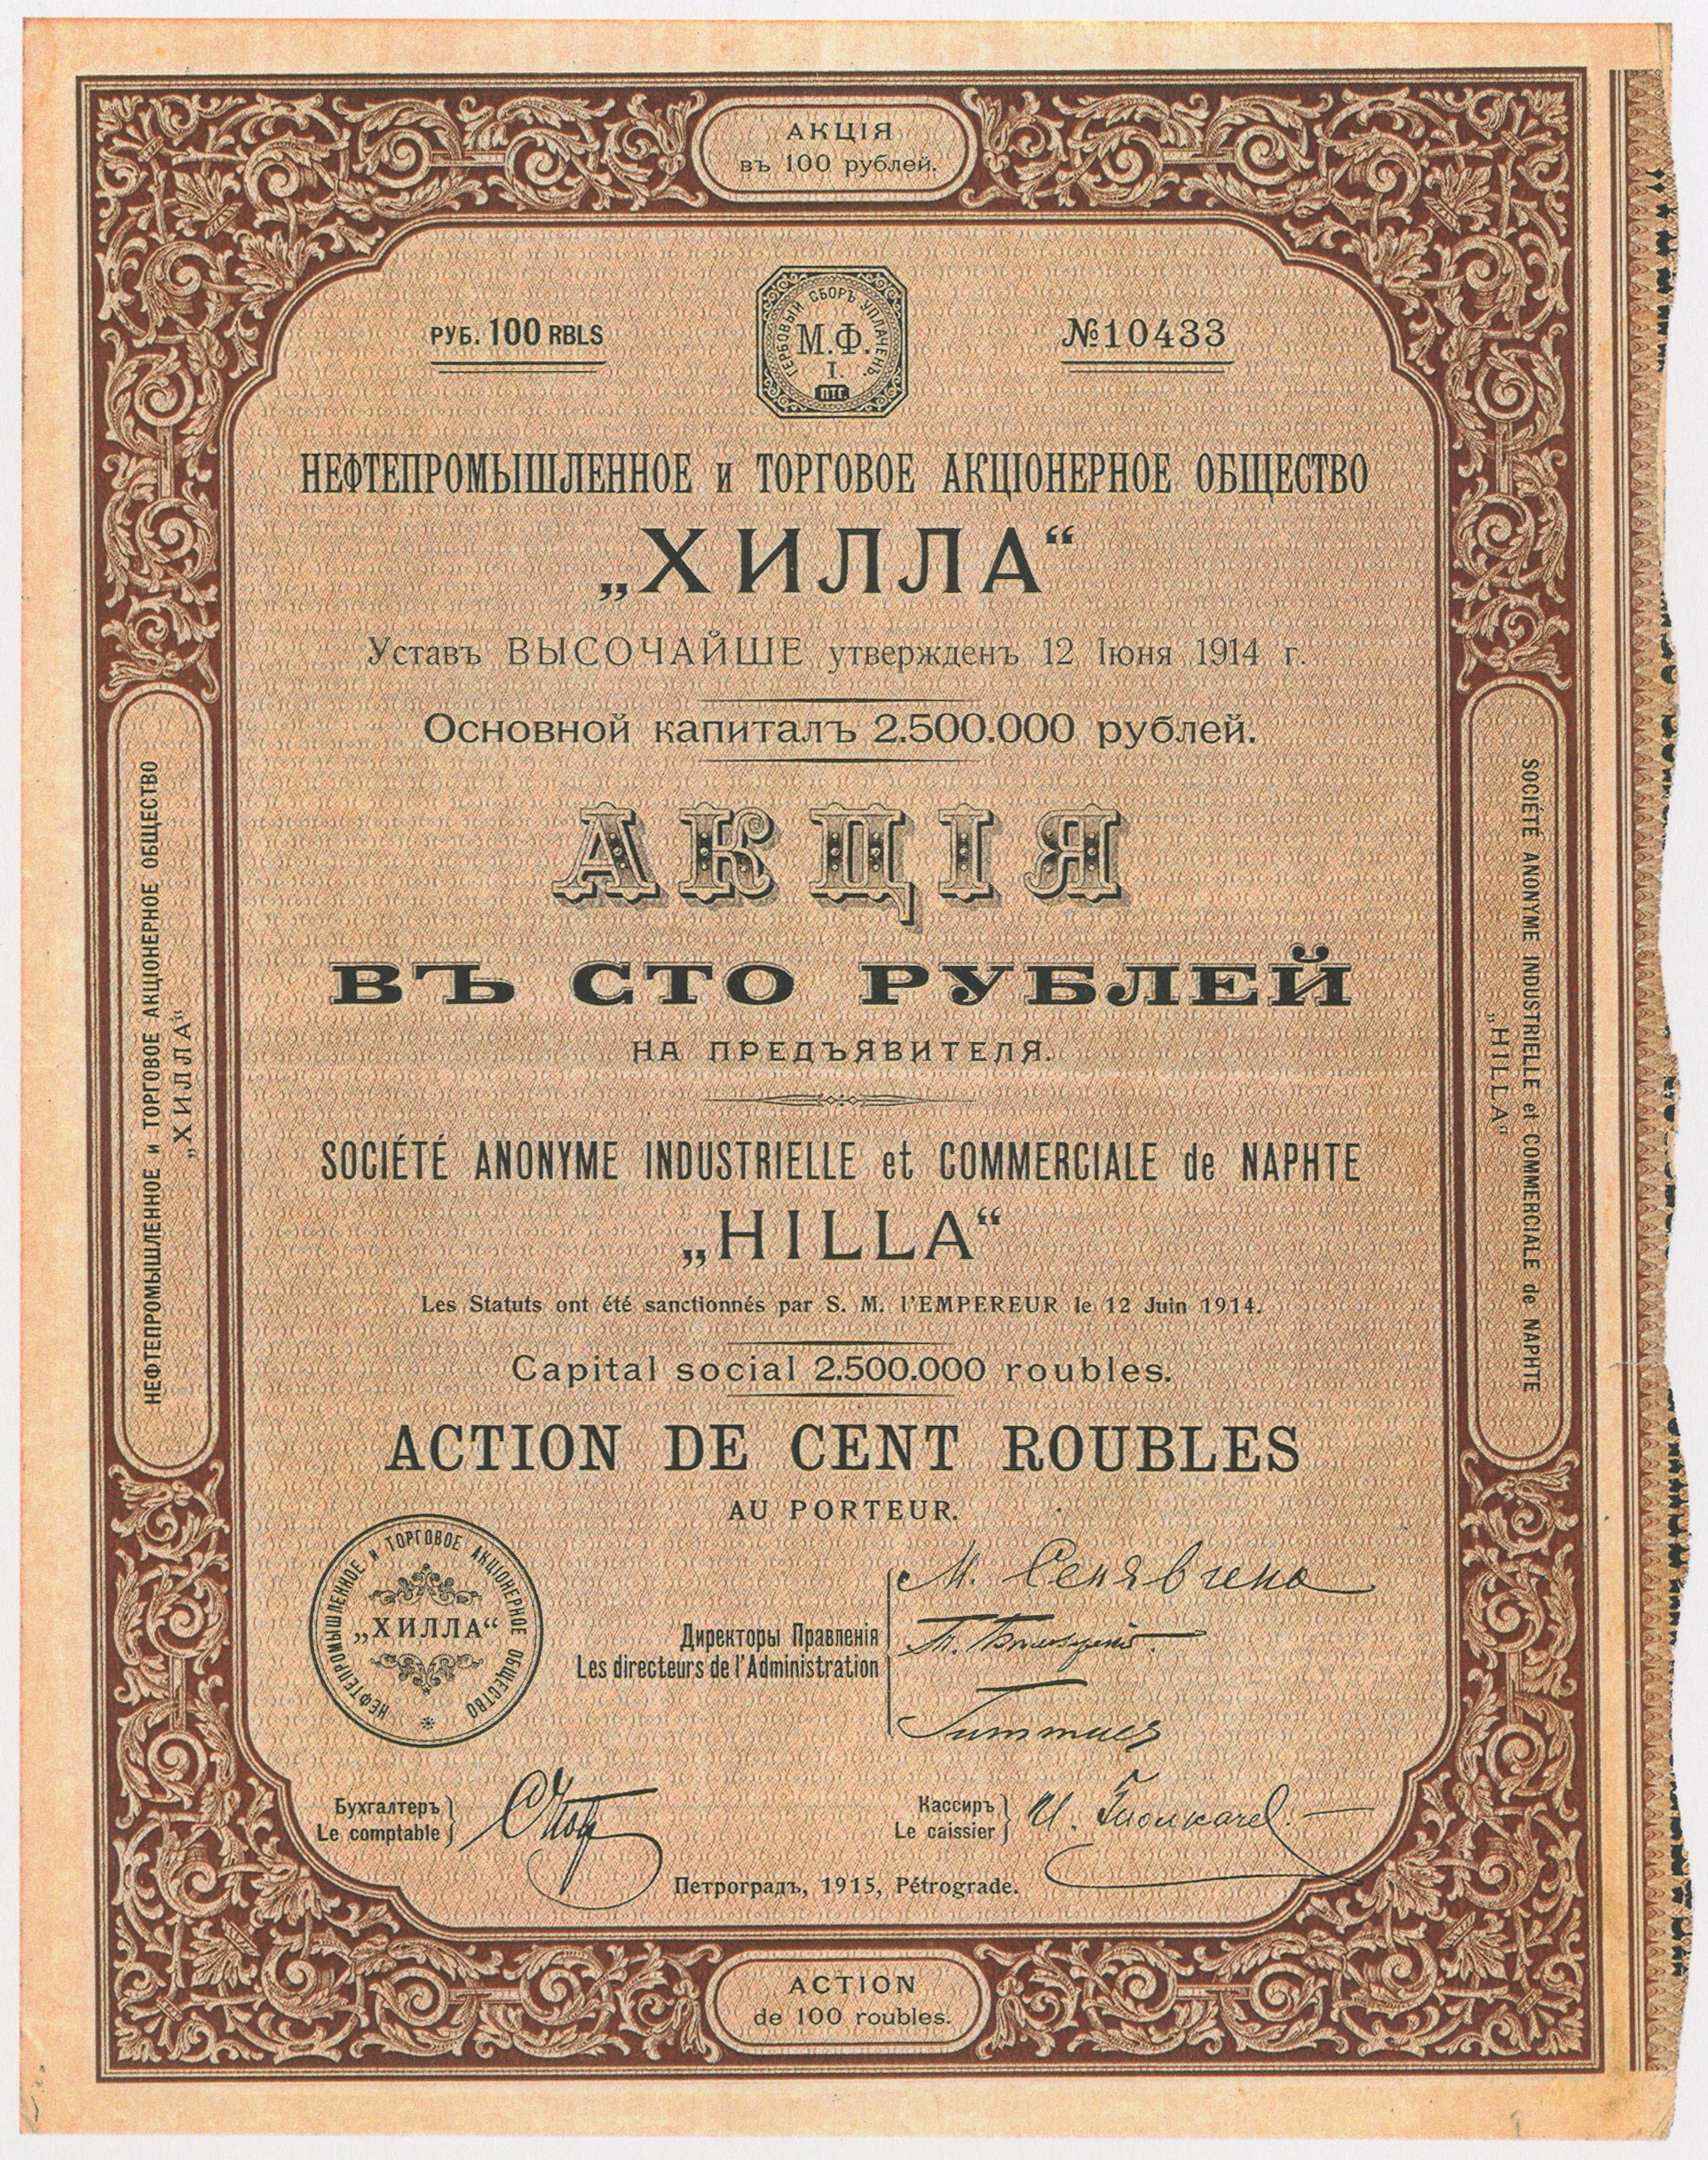 АКЦІЯ
въ 100 рублей.
РУБ. 100 RBLS
ГЕРБОВЫЙ СБОРЪ УПЛАЧЕНЪ.
М.Ф.
I.
ПТГ.
№10433
НЕФТЕПРОМЫШЛЕННОЕ и ТОРГОВОЕ АКЦІОНЕРНОЕ ОБЩЕСТВО
„ХИЛЛА“
Уставъ ВЫСОЧАЙШЕ утвержденъ 12 Іюня 1914 г.
Основной капиталъ 2.500.000 рублей.
АКЦІЯ
ВЪ СТО РУБЛЕЙ
НА ПРЕДЪЯВИТЕЛЯ.
SOCIÉTÉ ANONYME INDUSTRIELLE et COMMERCIALE de NAPHTE
„HILLA“
Les Statuts ont été sanctionnés par S. M. l'EMPEREUR le 12 Juin 1914.
Capital social 2.500.000 roubles.
ACTION DE CENT ROUBLES
AU PORTEUR.
НЕФТЕПРОМЫШЛЕННОЕ и ТОРГОВОЕ АКЦІОНЕРНОЕ ОБЩЕСТВО
„ХИЛЛА“
Директоры Правленія
Les directeurs de l'Administration
Бухгалтеръ
Le comptable
Кассиръ
Le caissier
Петроградъ, 1915, Pétrograde.
ACTION
de 100 roubles.
НЕФТЕПРОМЫШЛЕННОЕ и ТОРГОВОЕ АКЦІОНЕРНОЕ ОБЩЕСТВО
„ХИЛЛА“
SOCIÉTÉ ANONYME INDUSTRIELLE et COMMERCIALE de NAPHTE
„HILLA“